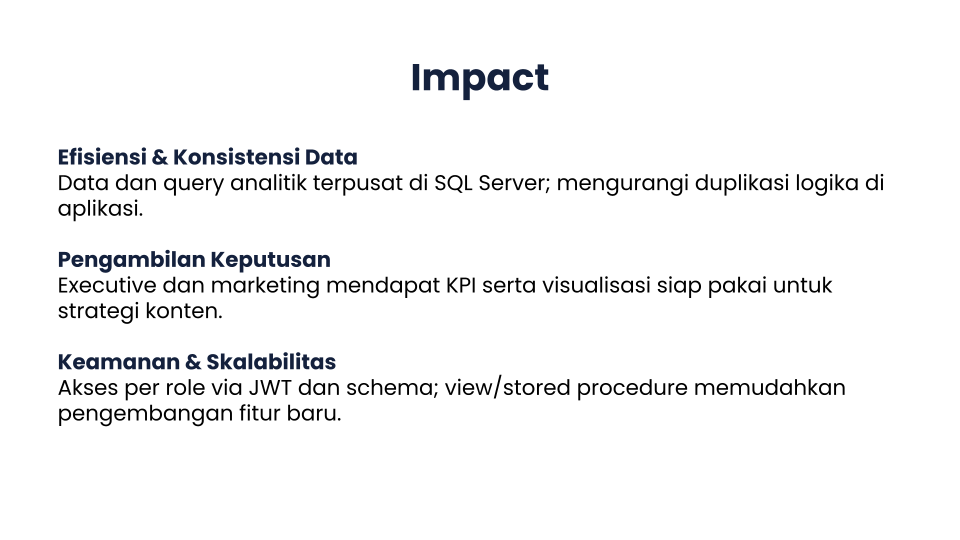 Impact
Efisiensi & Konsistensi Data
Data dan query analitik terpusat di SQL Server; mengurangi duplikasi logika di
aplikasi.
Pengambilan Keputusan
Executive dan marketing mendapat KPI serta visualisasi siap pakai untuk
strategi konten.
Keamanan & Skalabilitas
Akses per role via JWT dan schema; view/stored procedure memudahkan
pengembangan fitur baru.